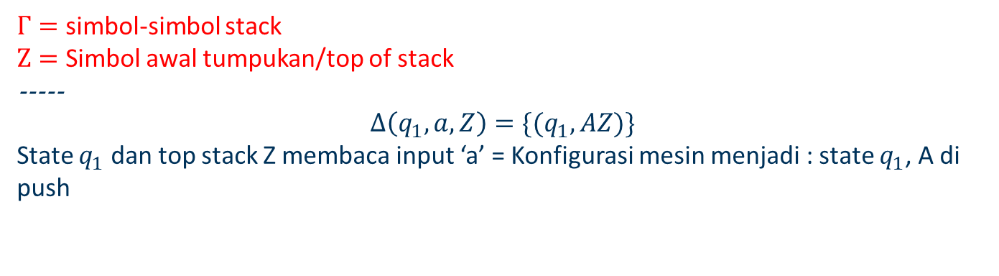 Γ = simbol-simbol stack
Z = Simbol awal tumpukan/top of stack
-----
Δ(q₁, a, Z) = {(q₁, AZ)}
State q₁ dan top stack Z membaca input ‘a’ = Konfigurasi mesin menjadi : state q₁, A di
push